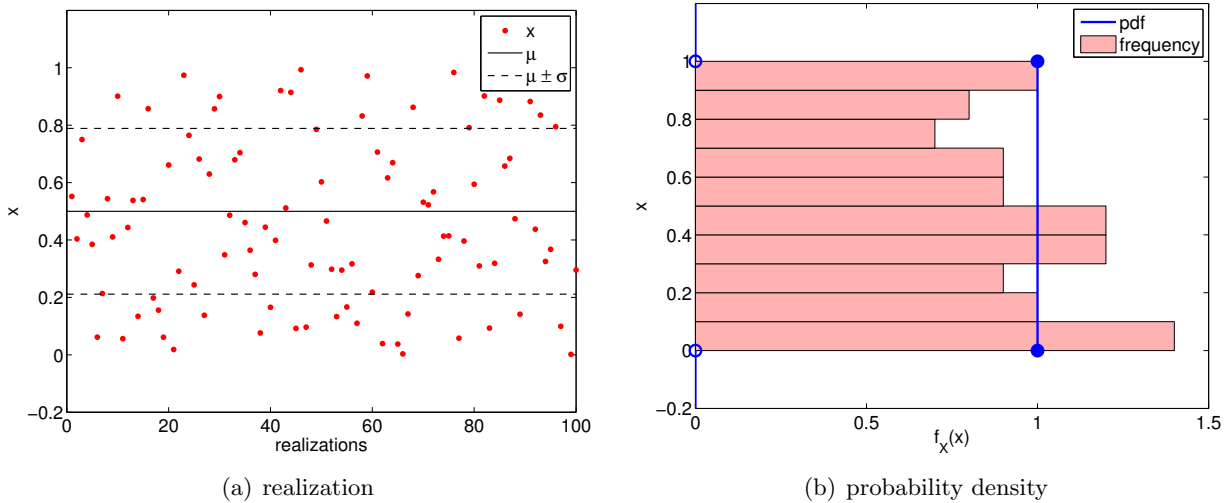 x
μ
μ ± σ
1
0.8
0.6
0.4
0.2
0
−0.2
x
0 20 40 60 80 100
realizations
(a) realization
pdf
frequency
1
0.8
0.6
0.4
0.2
0
−0.2
x
0 0.5 1 1.5
f_X(x)
(b) probability density